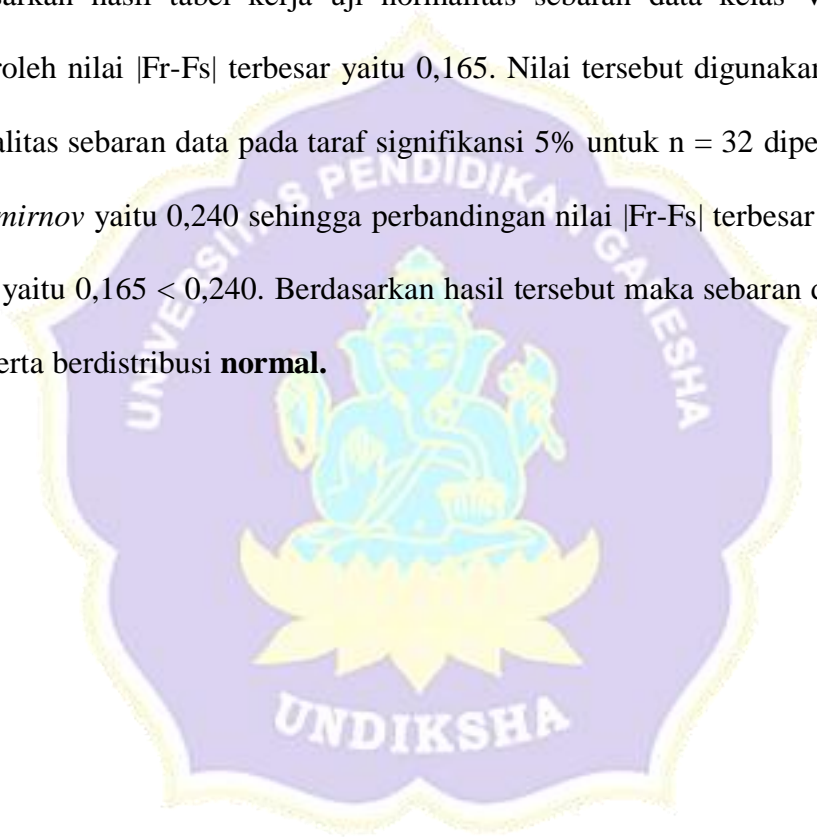 sarkan hasil tabel kerja uji normalitas sebaran data kelas V
roleh nilai |Fr-Fs| terbesar yaitu 0,165. Nilai tersebut digunakan
alitas sebaran data pada taraf signifikansi 5% untuk n = 32 dipe
mirnov yaitu 0,240 sehingga perbandingan nilai |Fr-Fs| terbesar
yaitu 0,165 < 0,240. Berdasarkan hasil tersebut maka sebaran d
erta berdistribusi normal.
UNIVERSITAS PENDIDIKAN GANESHA
UNDIKSHA